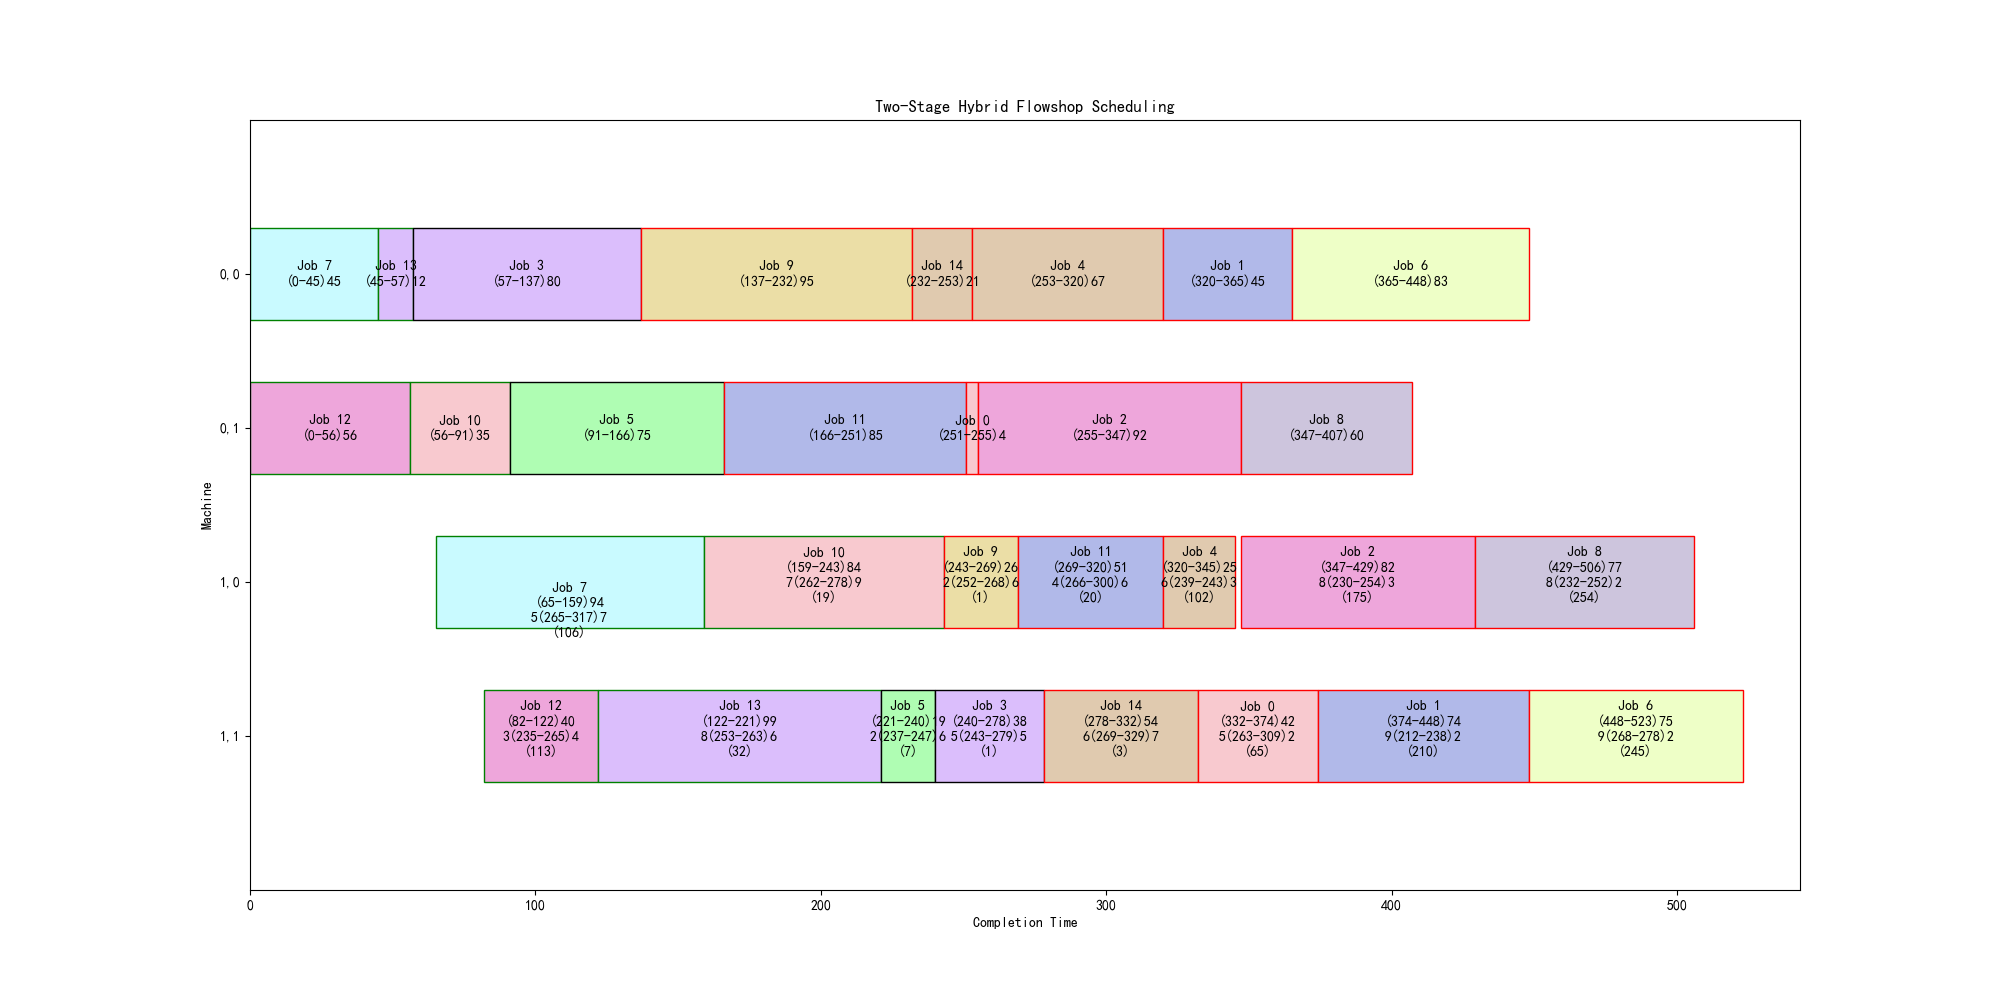 Two-Stage Hybrid Flowshop Scheduling
0,0
Job 7
(0-45)45
Job 13
(45-57)12
Job 3
(57-137)80
Job 9
(137-232)95
Job 14
(232-253)21
Job 4
(253-320)67
Job 1
(320-365)45
Job 6
(365-448)83
0,1
Job 12
(0-56)56
Job 10
(56-91)35
Job 5
(91-166)75
Job 11
(166-251)85
Job 0
(251-255)4
Job 2
(255-347)92
Job 8
(347-407)60
Machine
1,0
Job 7
(65-159)94
5(265-317)7
(106)
Job 10
(159-243)84
7(262-278)9
(19)
Job 9
(243-269)26
2(252-268)6
(1)
Job 11
(269-320)51
4(266-300)6
(20)
Job 4
(320-345)25
6(239-243)3
(102)
Job 2
(347-429)82
8(230-254)3
(175)
Job 8
(429-506)77
8(232-252)2
(254)
1,1
Job 12
(82-122)40
3(235-265)4
(113)
Job 13
(122-221)99
8(253-263)6
(32)
Job 5
(221-240)19
2(237-247)6
(7)
Job 3
(240-278)38
5(243-279)5
(1)
Job 14
(278-332)54
6(269-329)7
(3)
Job 0
(332-374)42
5(263-309)2
(65)
Job 1
(374-448)74
9(212-238)2
(210)
Job 6
(448-523)75
9(268-278)2
(245)
0
100
200
300
400
500
Completion Time